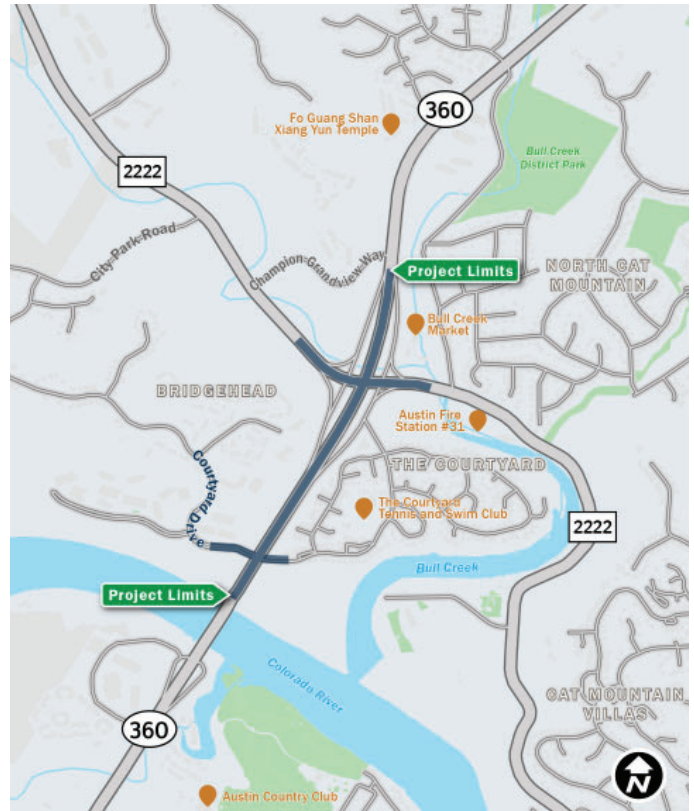 360
Fo Guang Shan
Xiang Yun Temple
Bull Creek
District Park
2222
City Park Road
Champion Grandview Way
Project Limits
NORTH CAT
MOUNTAIN
Bull Creek
Market
BRIDGEHEAD
Austin Fire
Station #31
THE COURTYARD
Courtyard Drive
The Courtyard
Tennis and Swim Club
2222
Bull Creek
Project Limits
Colorado River
CAT MOUNTAIN
VILLAS
360
N
Austin Country Club